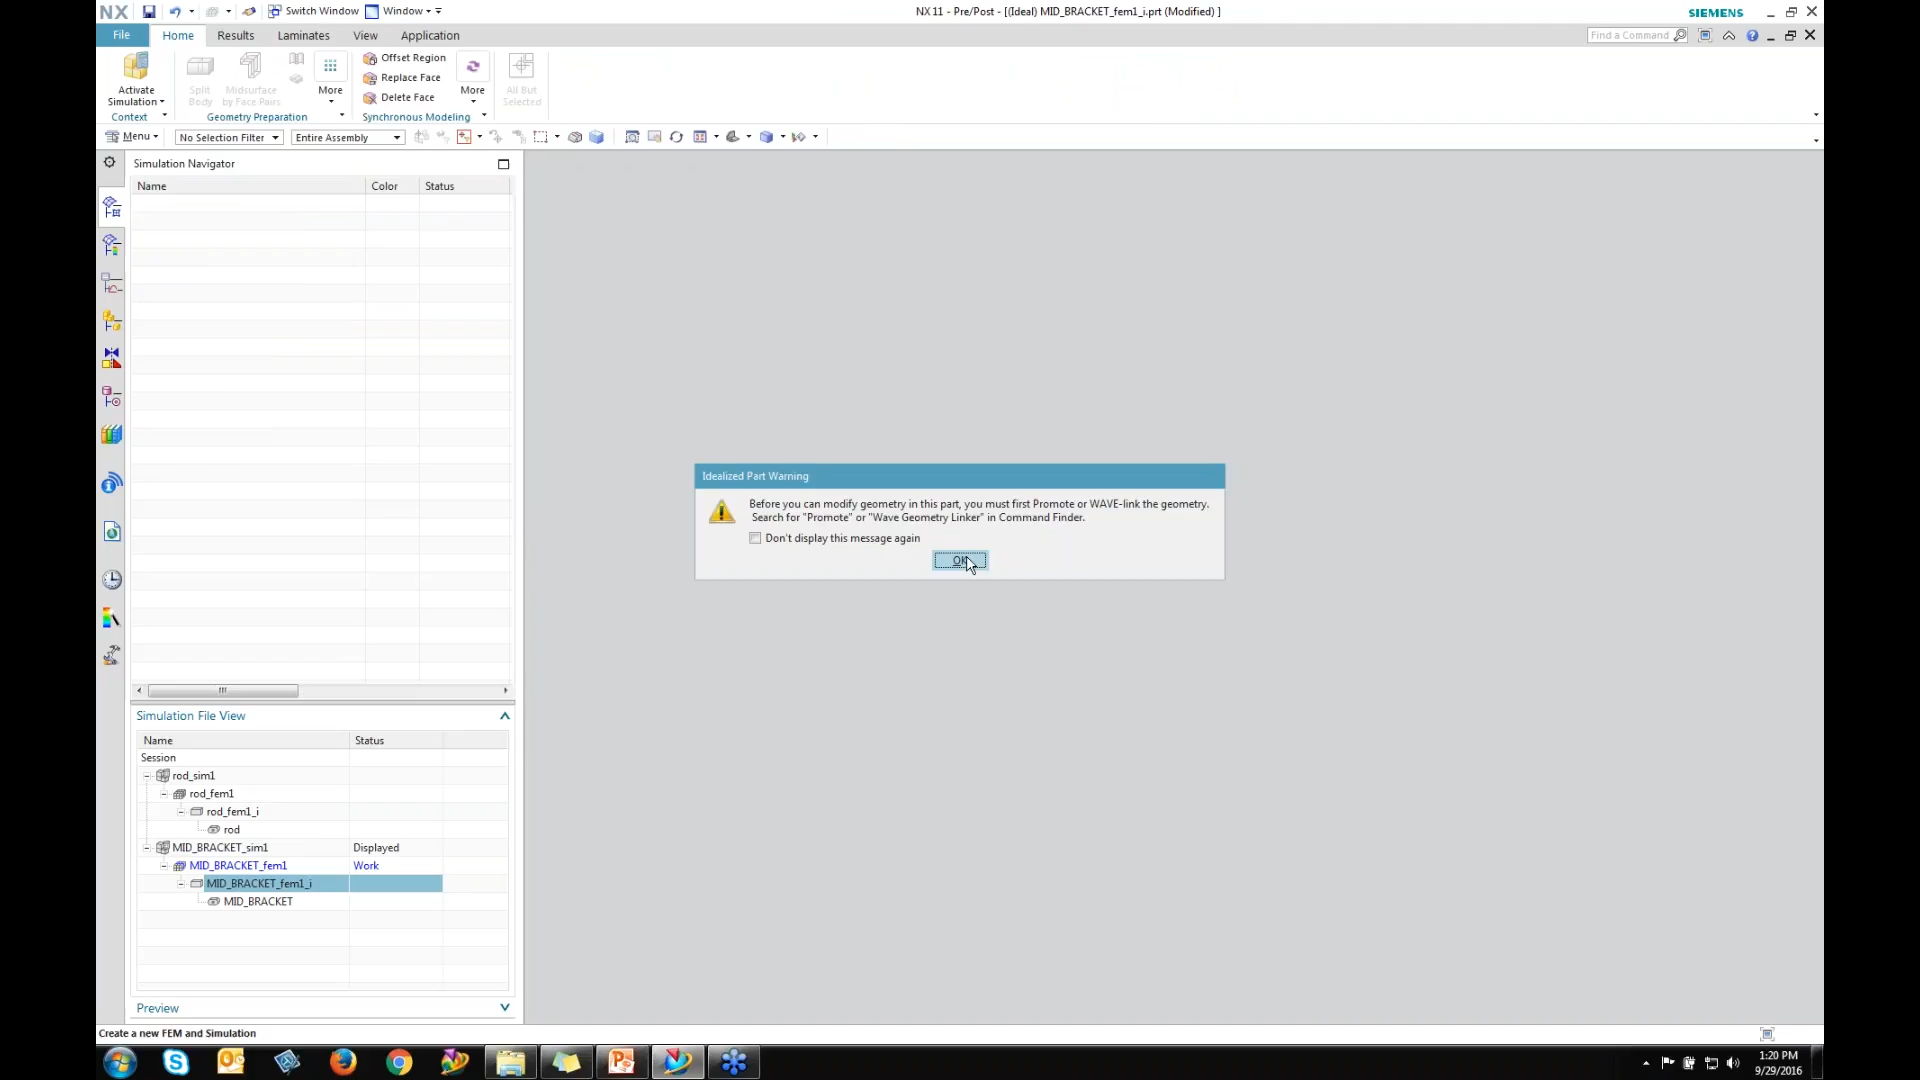 NX Switch Window Window NX 11 - Pre/Post - [(Ideal) MID_BRACKET_fem1_i.prt (Modified) ] SIEMENS
File Home Results Laminates View Application Find a Command
Activate Simulation
Split Body
Midsurface by Face Pairs
More
Offset Region
Replace Face
Delete Face
More
All But Selected
Context Geometry Preparation Synchronous Modeling
Menu No Selection Filter Entire Assembly
Simulation Navigator
Name Color Status
Idealized Part Warning
Before you can modify geometry in this part, you must first Promote or WAVE-link the geometry.
Search for "Promote" or "Wave Geometry Linker" in Command Finder.
Don't display this message again
OK
Simulation File View
Name Status
Session
rod_sim1
rod_fem1
rod_fem1_i
rod
MID_BRACKET_sim1 Displayed
MID_BRACKET_fem1 Work
MID_BRACKET_fem1_i
MID_BRACKET
Preview
Create a new FEM and Simulation
1:20 PM
9/29/2016